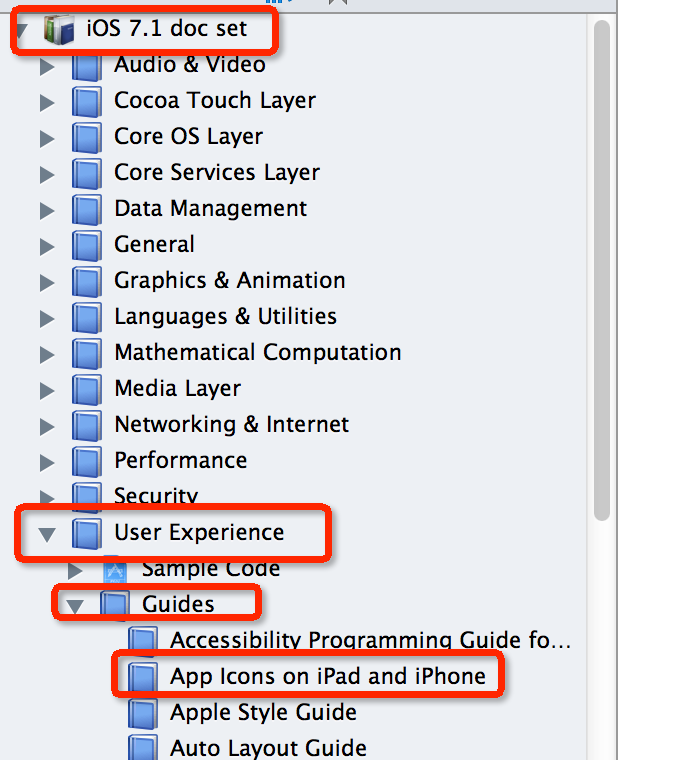 iOS 7.1 doc set
Audio & Video
Cocoa Touch Layer
Core OS Layer
Core Services Layer
Data Management
General
Graphics & Animation
Languages & Utilities
Mathematical Computation
Media Layer
Networking & Internet
Performance
Security
User Experience
Sample Code
Guides
Accessibility Programming Guide fo...
App Icons on iPad and iPhone
Apple Style Guide
Auto Layout Guide